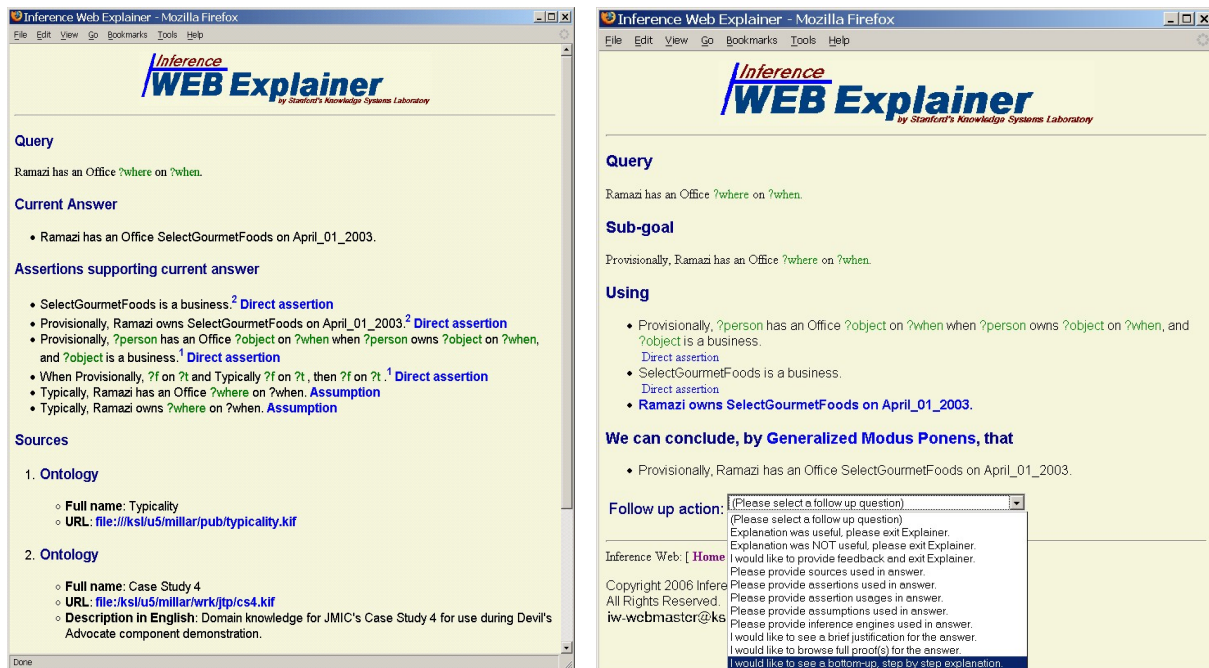 Inference Web Explainer - Mozilla Firefox
File Edit View Go Bookmarks Tools Help
Inference
WEB Explainer
by Stanford's Knowledge Systems Laboratory
Query
Ramazi has an Office ?where on ?when.
Current Answer
• Ramazi has an Office SelectGourmetFoods on April_01_2003.
Assertions supporting current answer
• SelectGourmetFoods is a business.2 Direct assertion
• Provisionally, Ramazi owns SelectGourmetFoods on April_01_2003.2 Direct assertion
• Provisionally, ?person has an Office ?object on ?when when ?person owns ?object on ?when,
and ?object is a business.1 Direct assertion
• When Provisionally, ?f on ?t and Typically ?f on ?t , then ?f on ?t .1 Direct assertion
• Typically, Ramazi has an Office ?where on ?when. Assumption
• Typically, Ramazi owns ?where on ?when. Assumption
Sources
1. Ontology
Full name: Typicality
URL: file:///ksl/u5/millar/pub/typicality.kif
2. Ontology
Full name: Case Study 4
URL: file:/ksl/u5/millar/wrk/jtp/cs4.kif
Description in English: Domain knowledge for JMIC's Case Study 4 for use during Devil's
Advocate component demonstration.
Done
Inference Web Explainer - Mozilla Firefox
File Edit View Go Bookmarks Tools Help
Inference
WEB Explainer
by Stanford's Knowledge Systems Laboratory
Query
Ramazi has an Office ?where on ?when.
Sub-goal
Provisionally, Ramazi has an Office ?where on ?when.
Using
• Provisionally, ?person has an Office ?object on ?when when ?person owns ?object on ?when, and
?object is a business.
Direct assertion
• SelectGourmetFoods is a business.
Direct assertion
• Ramazi owns SelectGourmetFoods on April_01_2003.
We can conclude, by Generalized Modus Ponens, that
• Provisionally, Ramazi has an Office SelectGourmetFoods on April_01_2003.
Follow up action: (Please select a follow up question)
(Please select a follow up question)
Explanation was useful, please exit Explainer.
Explanation was NOT useful, please exit Explainer.
I would like to provide feedback and exit Explainer.
Please provide sources used in answer.
Please provide assertions used in answer.
Please provide assertion usages in answer.
Please provide assumptions used in answer.
Please provide inference engines used in answer.
I would like to see a brief justification for the answer.
I would like to browse full proof(s) for the answer.
I would like to see a bottom-up, step by step explanation.
Inference Web: [ Home
Copyright 2006 Infere
All Rights Reserved.
iw-webmaster@ks